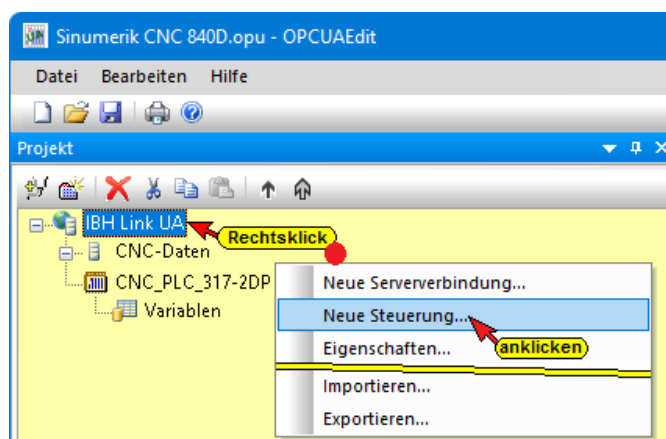 Sinumerik CNC 840D.opu - OPCUAEdit
Datei Bearbeiten Hilfe
Projekt
IBH Link UA
Rechtsklick
CNC-Daten
CNC_PLC_317-2DP
Variablen
Neue Serververbindung...
Neue Steuerung...
anklicken
Eigenschaften...
Importieren...
Exportieren...